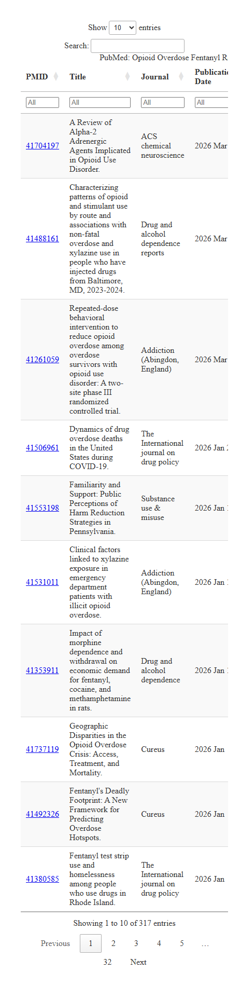 Show 10 entries
Search:
PubMed: Opioid Overdose Fentanyl R
PMID Title Journal Publication Date
All All All All
41704197
A Review of
Alpha-2
Adrenergic
Agents Implicated
in Opioid Use
Disorder.
ACS
chemical
neuroscience
2026 Mar
41488161
Characterizing
patterns of opioid
and stimulant use
by route and
associations with
non-fatal
overdose and
xylazine use in
people who have
injected drugs
from Baltimore,
MD, 2023-2024.
Drug and
alcohol
dependence
reports
2026 Mar
41261059
Repeated-dose
behavioral
intervention to
reduce opioid
overdose among
overdose
survivors with
opioid use
disorder: A two-
site phase III
randomized
controlled trial.
Addiction
(Abingdon,
England)
2026 Mar
41506961
Dynamics of drug
overdose deaths
in the United
States during
COVID-19.
The
International
journal on
drug policy
2026 Jan
41553198
Familiarity and
Support: Public
Perceptions of
Harm Reduction
Strategies in
Pennsylvania.
Substance
use &
misuse
2026 Jan
41531011
Clinical factors
linked to xylazine
exposure in
emergency
department
patients with
illicit opioid
overdose.
Addiction
(Abingdon,
England)
2026 Jan
41353911
Impact of
morphine
dependence and
withdrawal on
economic demand
for fentanyl,
cocaine, and
methamphetamine
in rats.
Drug and
alcohol
dependence
2026 Jan
41737119
Geographic
Disparities in the
Opioid Overdose
Crisis: Access,
Treatment, and
Mortality.
Cureus
2026 Jan
41492326
Fentanyl's Deadly
Footprint: A New
Framework for
Predicting
Overdose
Hotspots.
Cureus
2026 Jan
41380585
Fentanyl test strip
use and
homelessness
among people
who use drugs in
Rhode Island.
The
International
journal on
drug policy
2026 Jan
Showing 1 to 10 of 317 entries
Previous 1 2 3 4 5 …
32 Next